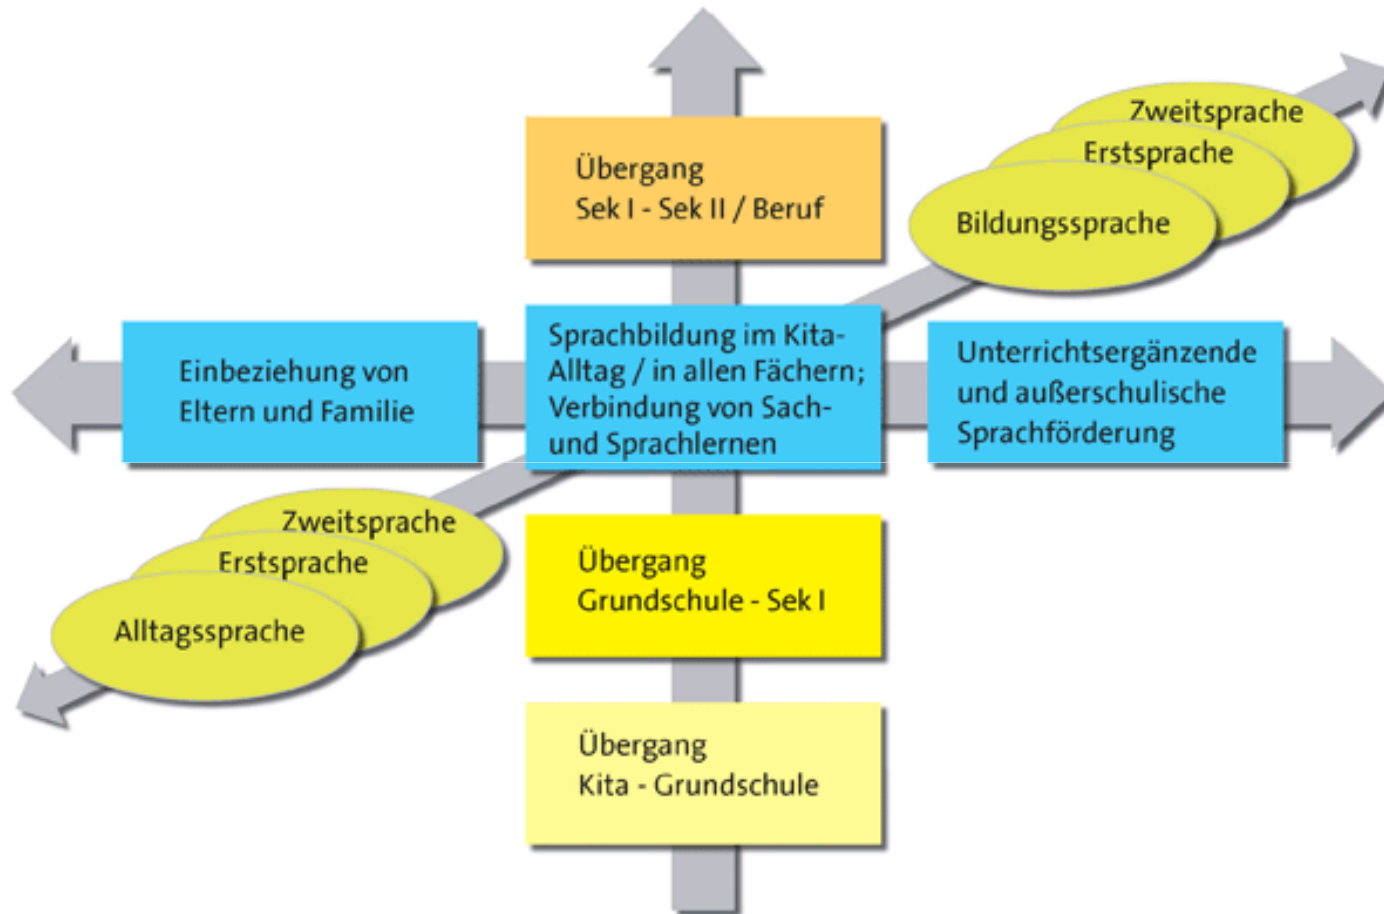 Zweitsprache
Erstsprache
Bildungssprache
Übergang
Sek I - Sek II / Beruf
Einbeziehung von
Eltern und Familie
Sprachbildung im Kita-
Alltag / in allen Fächern;
Verbindung von Sach-
und Sprachlernen
Unterrichtsergänzende
und außerschulische
Sprachförderung
Zweitsprache
Erstsprache
Alltagssprache
Übergang
Grundschule - Sek I
Übergang
Kita - Grundschule